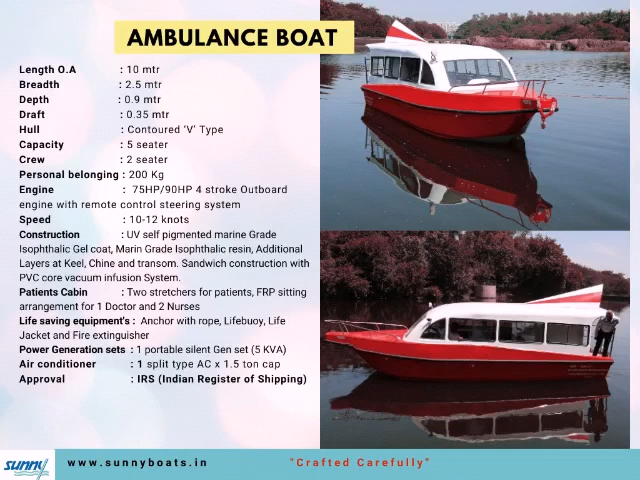 AMBULANCE BOAT
Length O.A : 10 mtr
Breadth : 2.5 mtr
Depth : 0.9 mtr
Draft : 0.35 mtr
Hull : Contoured 'V' Type
Capacity : 5 seater
Crew : 2 seater
Personal belonging : 200 Kg
Engine : 75HP/90HP 4 stroke Outboard
engine with remote control steering system
Speed : 10-12 knots
Construction : UV self pigmented marine Grade
Isophthalic Gel coat, Marin Grade Isophthalic resin, Additional
Layers at Keel, Chine and transom. Sandwich construction with
PVC core vacuum infusion System.
Patients Cabin : Two stretchers for patients, FRP sitting
arrangement for 1 Doctor and 2 Nurses
Life saving equipment's : Anchor with rope, Lifebuoy, Life
Jacket and Fire extinguisher
Power Generation sets : 1 portable silent Gen set (5 KVA)
Air conditioner : 1 split type AC x 1.5 ton cap
Approval : IRS (Indian Register of Shipping)
sunny
www.sunnyboats.in
"Crafted Carefully"